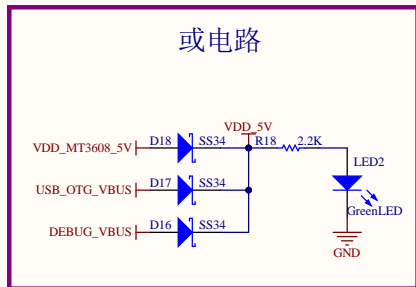 或电路
VDD_5V
D18 SS34 R18 2.2K
VDD_MT3608_5V
LED2
D17 SS34
USB_OTG_VBUS
GreenLED
D16 SS34
DEBUG_VBUS
GND